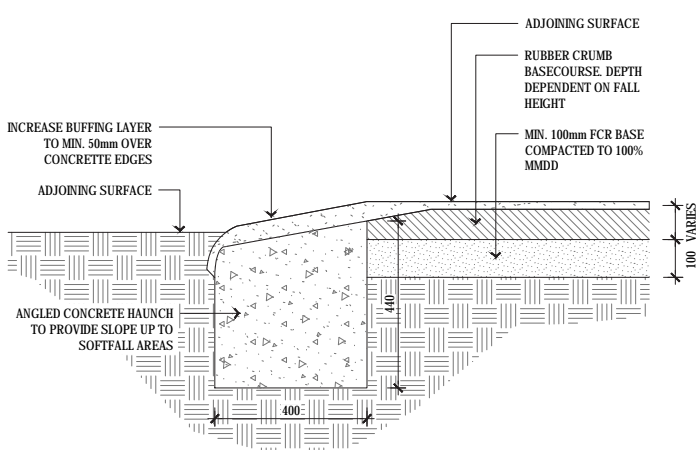 ADJOINING SURFACE
RUBBER CRUMB
BASECOURSE. DEPTH
DEPENDENT ON FALL
HEIGHT
INCREASE BUFFING LAYER
TO MIN. 50mm OVER
CONCRETTE EDGES
MIN. 100mm FCR BASE
COMPACTED TO 100%
MMDD
ADJOINING SURFACE
VARIES
100
440
ANGLED CONCRETE HAUNCH
TO PROVIDE SLOPE UP TO
SOFTFALL AREAS
400